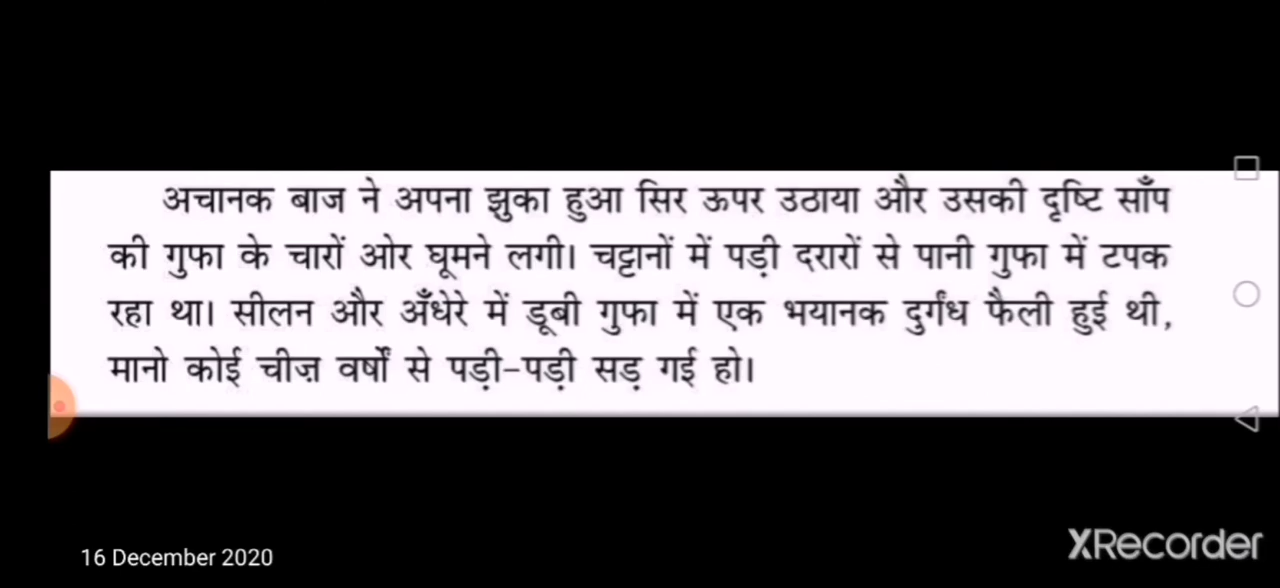 अचानक बाज ने अपना झुका हुआ सिर ऊपर उठाया और उसकी दृष्टि साँप
की गुफा के चारों ओर घूमने लगी। चट्टानों में पड़ी दरारों से पानी गुफा में टपक
रहा था। सीलन और अँधेरे में डूबी गुफा में एक भयानक दुर्गंध फैली हुई थी,
मानो कोई चीज़ वर्षों से पड़ी-पड़ी सड़ गई हो।
16 December 2020
XRecorder